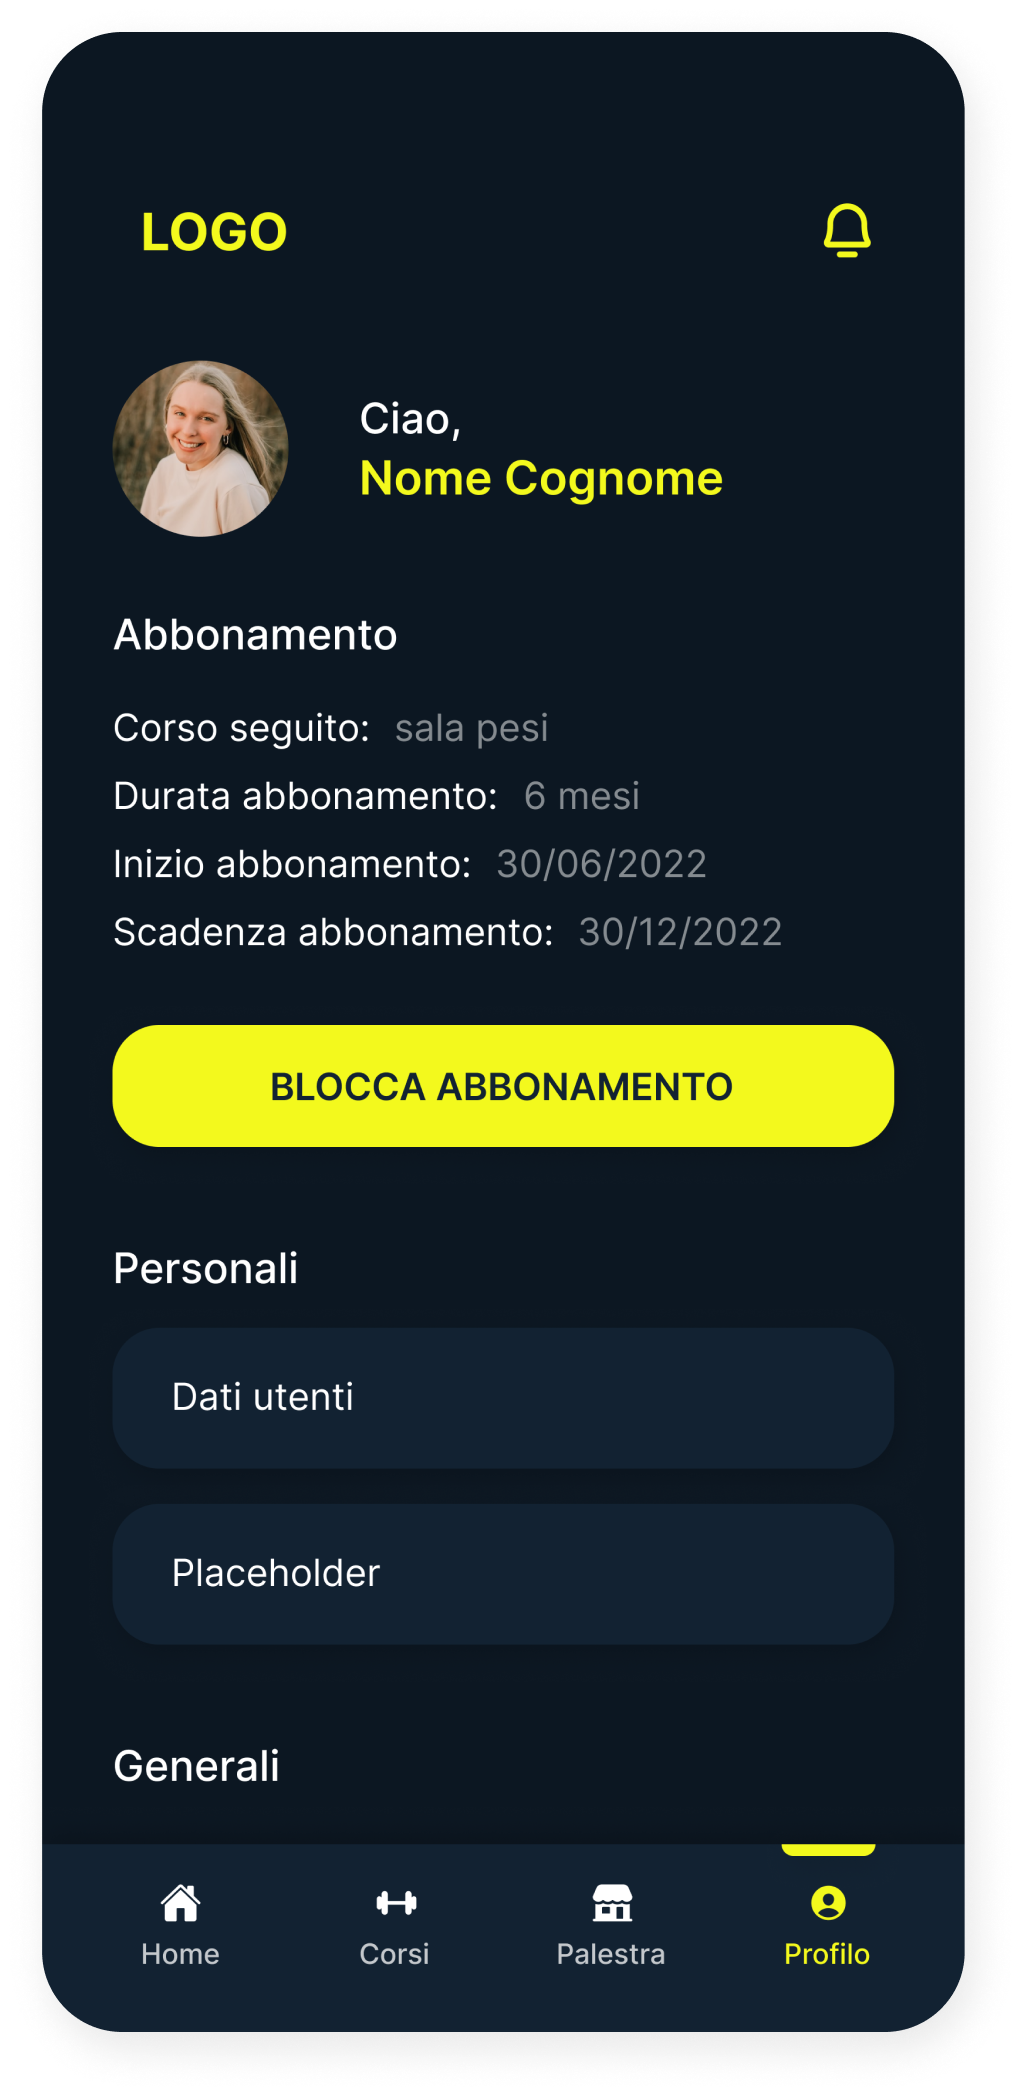 LOGO
Ciao,
Nome Cognome
Abbonamento
Corso seguito: sala pesi
Durata abbonamento: 6 mesi
Inizio abbonamento: 30/06/2022
Scadenza abbonamento: 30/12/2022
BLOCCA ABBONAMENTO
Personali
Dati utenti
Placeholder
Generali
Home Corsi Palestra Profilo